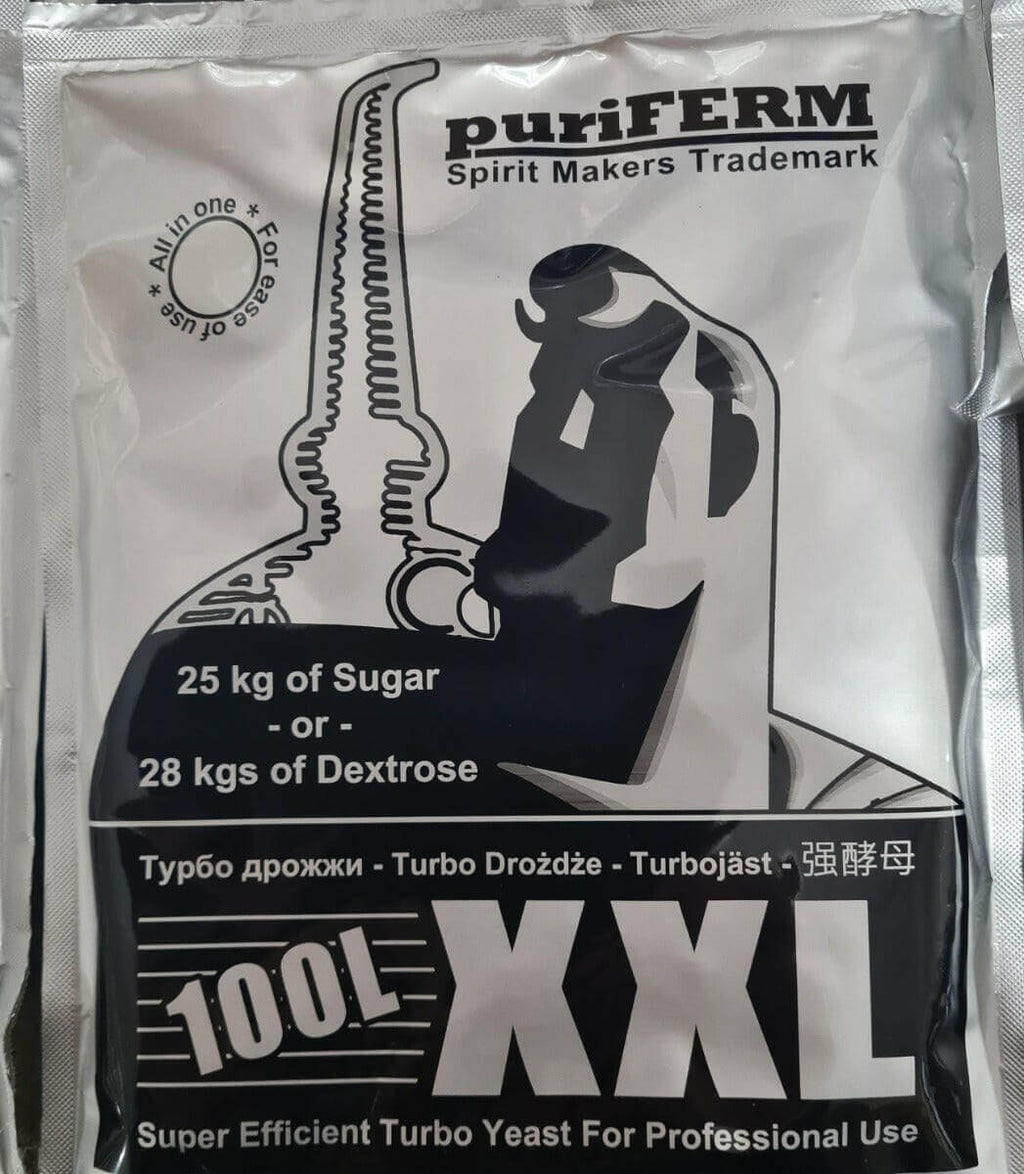 puriFERM
Spirit Makers Trademark
All in one * For ease of use *
25 kg of Sugar
- or -
28 kgs of Dextrose
Турбо дрожжи - Turbo Drożdże - Turbojäst - 强酵母
100L
XXL
Super Efficient Turbo Yeast For Professional Use